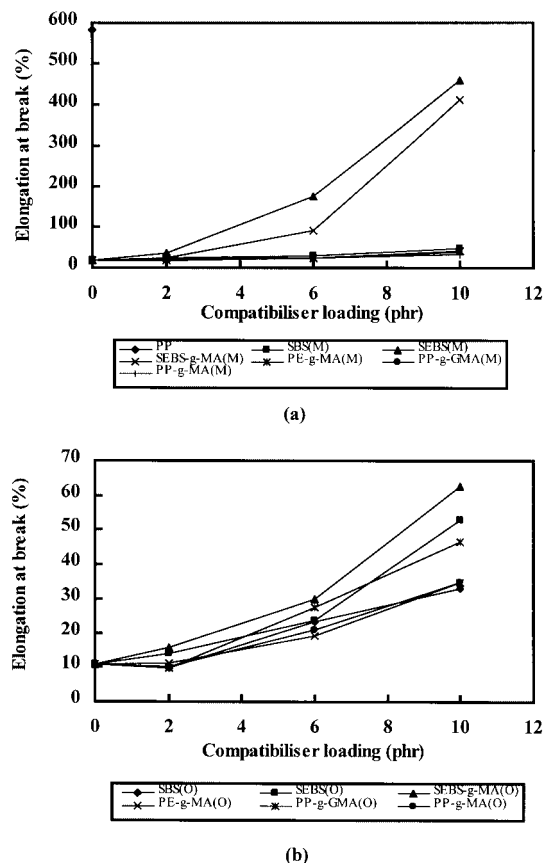 600
500
400
300
200
100
0
Elongation at break (%)
0 2 4 6 8 10 12
Compatibiliser loading (phr)
PP SBS(M) SEBS(M)
SEBS-g-MA(M) PE-g-MA(M) PP-g-GMA(M)
PP-g-MA(M)
(a)
70
60
50
40
30
20
10
0
Elongation at break (%)
0 2 4 6 8 10 12
Compatibiliser loading (phr)
SBS(O) SEBS(O) SEBS-g-MA(O)
PE-g-MA(O) PP-g-GMA(O) PP-g-MA(O)
(b)